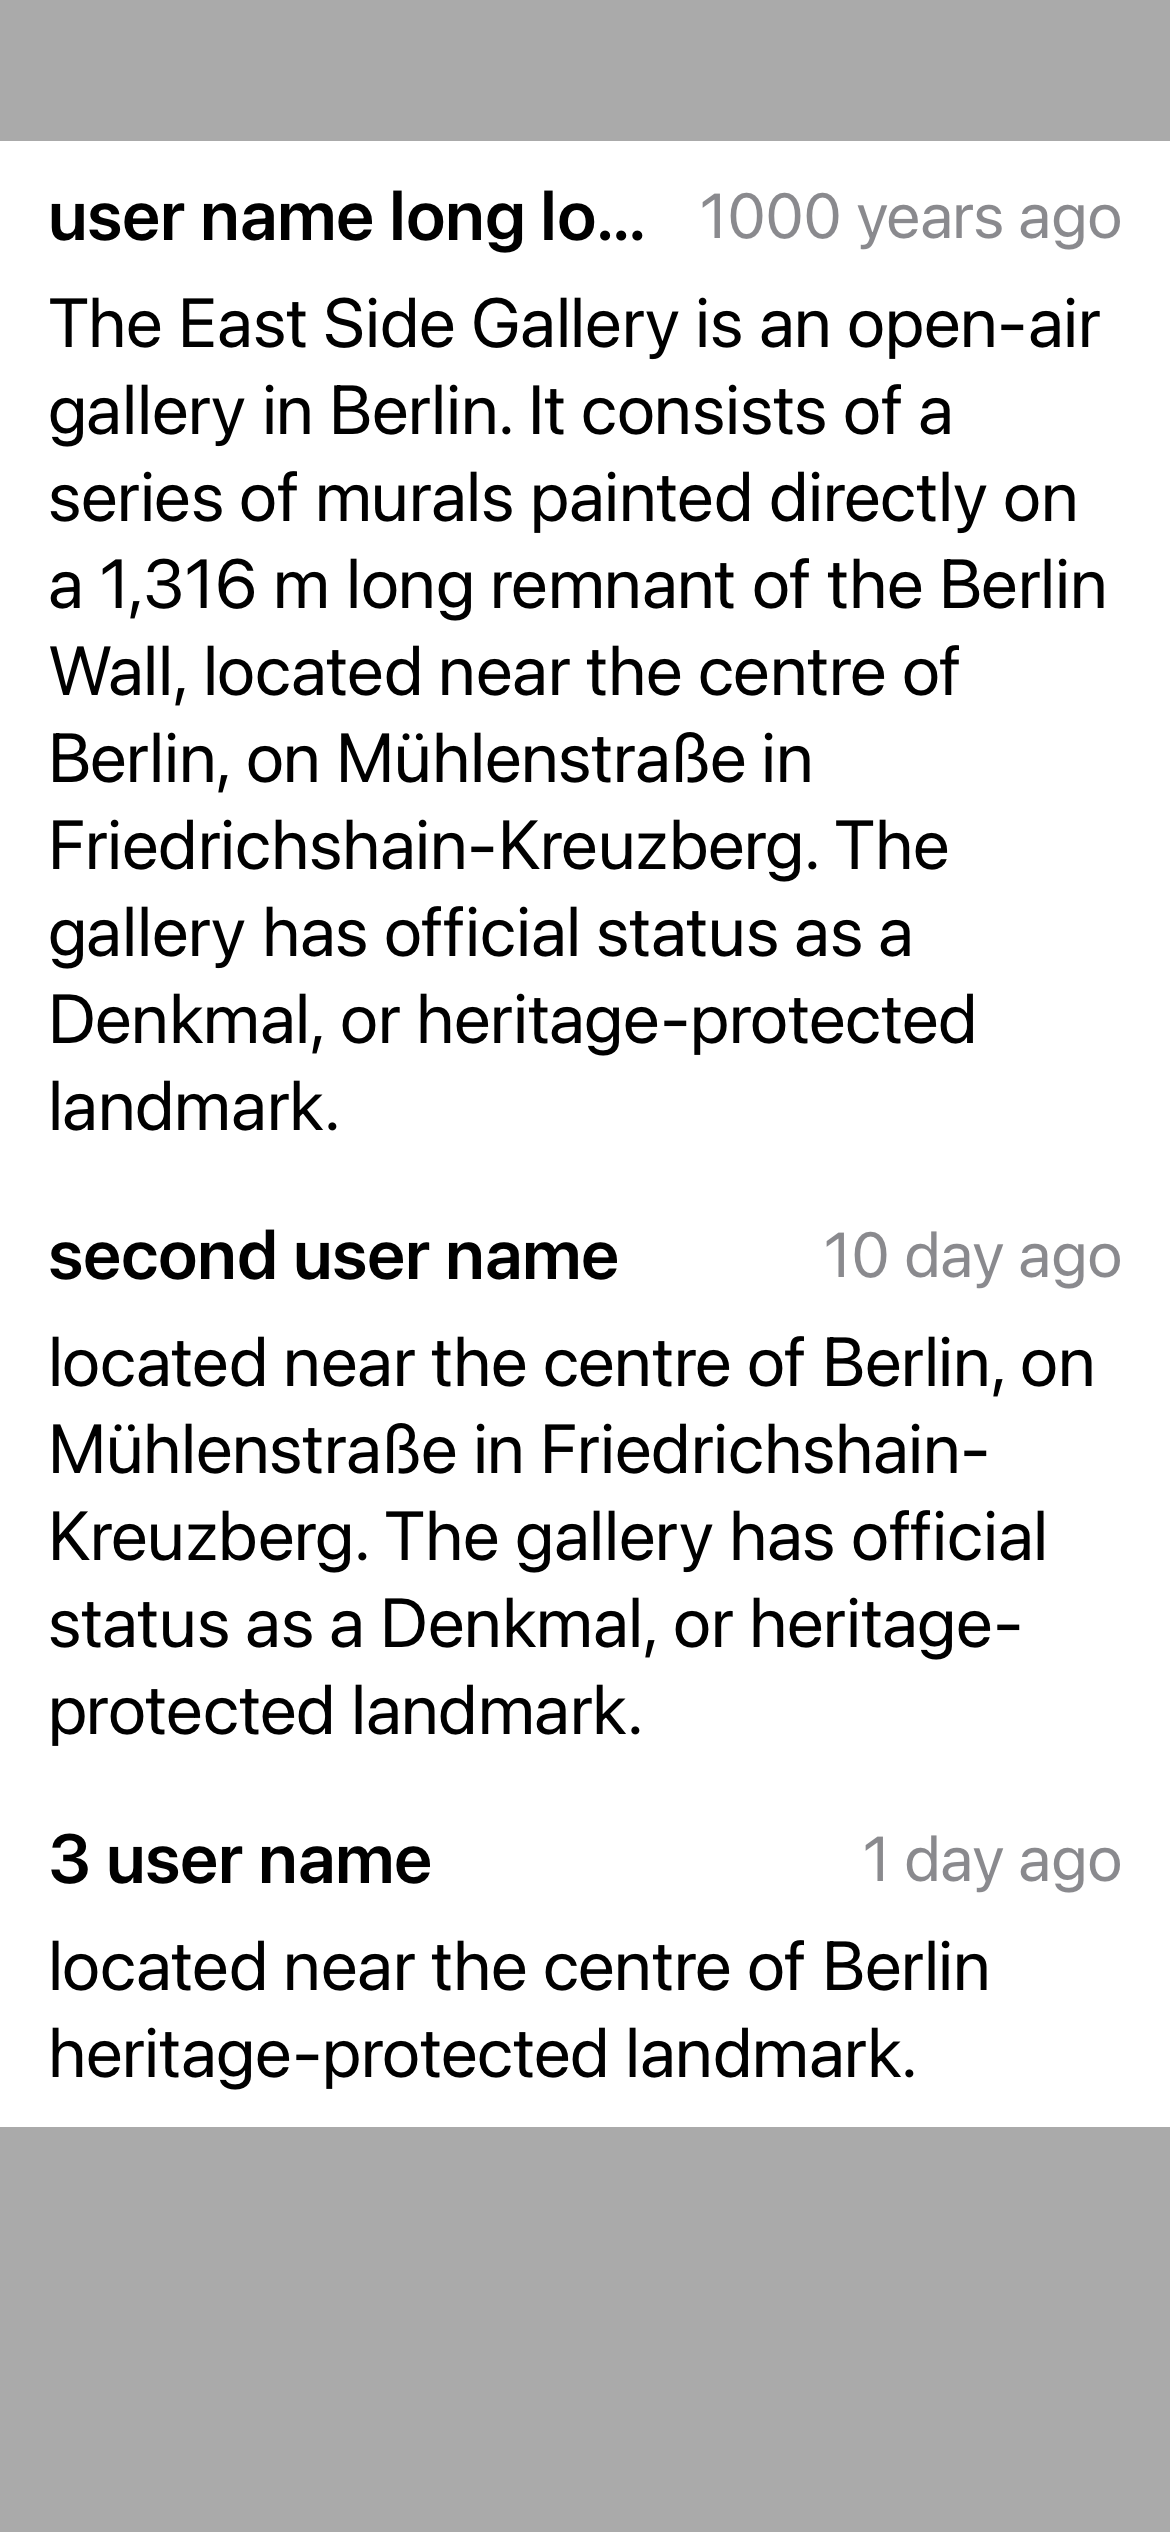 user name long lo... 1000 years ago
The East Side Gallery is an open-air
gallery in Berlin. It consists of a
series of murals painted directly on
a 1,316 m long remnant of the Berlin
Wall, located near the centre of
Berlin, on Mühlenstraße in
Friedrichshain-Kreuzberg. The
gallery has official status as a
Denkmal, or heritage-protected
landmark.
second user name 10 day ago
located near the centre of Berlin, on
Mühlenstraße in Friedrichshain-
Kreuzberg. The gallery has official
status as a Denkmal, or heritage-
protected landmark.
3 user name 1 day ago
located near the centre of Berlin
heritage-protected landmark.